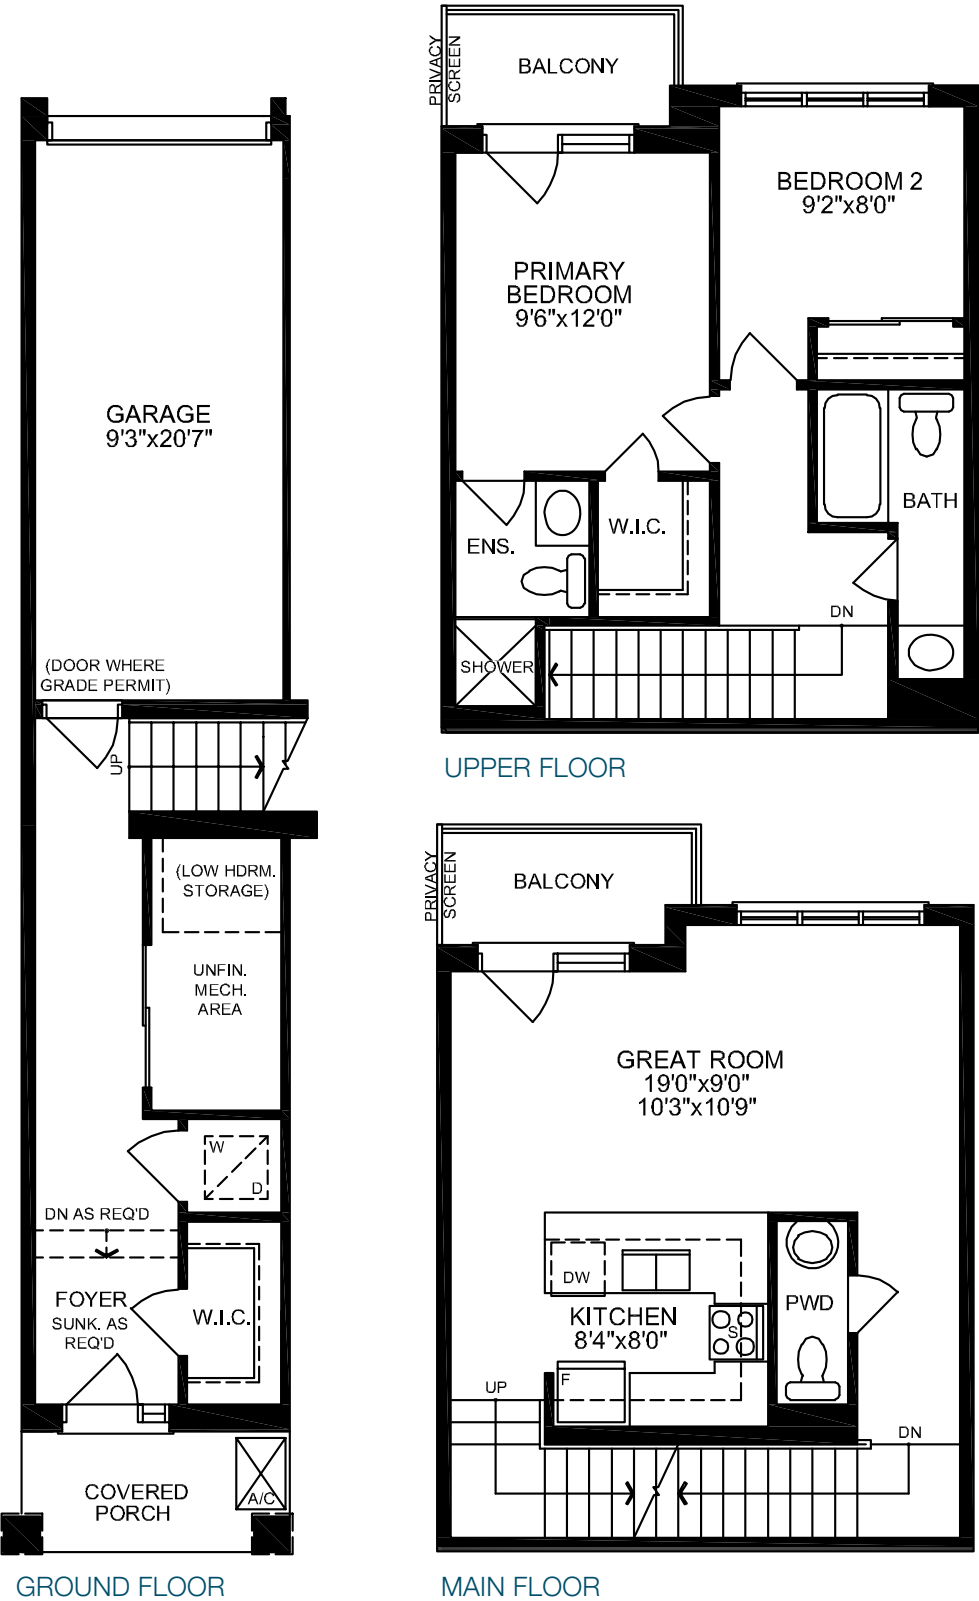 GARAGE
9'3"x20'7"
(DOOR WHERE
GRADE PERMIT)
UP
(LOW HDRM.
STORAGE)
UNFIN.
MECH.
AREA
W
D
DN AS REQ'D
FOYER
SUNK. AS
REQ'D
W.I.C.
COVERED
PORCH
A/C
GROUND FLOOR
PRIVACY
SCREEN
BALCONY
BEDROOM 2
9'2"x8'0"
PRIMARY
BEDROOM
9'6"x12'0"
ENS.
W.I.C.
BATH
DN
SHOWER
UPPER FLOOR
PRIVACY
SCREEN
BALCONY
GREAT ROOM
19'0"x9'0"
10'3"x10'9"
DW
KITCHEN
8'4"x8'0"
S
PWD
F
UP
DN
MAIN FLOOR